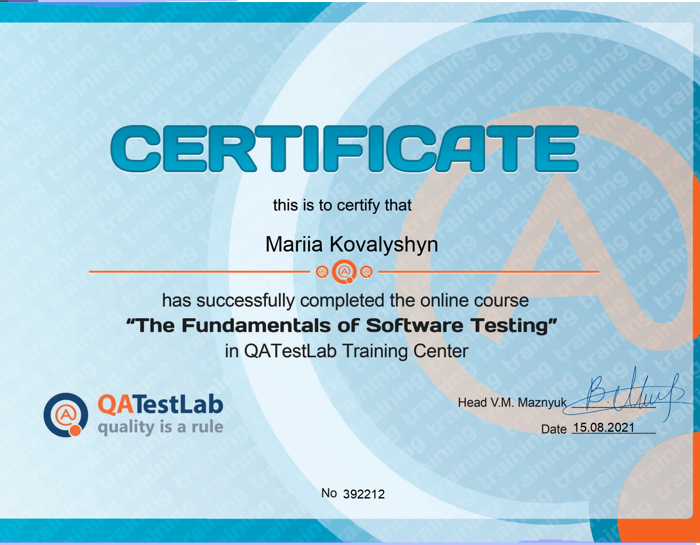 CERTIFICATE
this is to certify that
Mariia Kovalyshyn
has successfully completed the online course
“The Fundamentals of Software Testing”
in QATestLab Training Center
QATestLab
quality is a rule
Head V.M. Maznyuk
Date 15.08.2021
No 392212